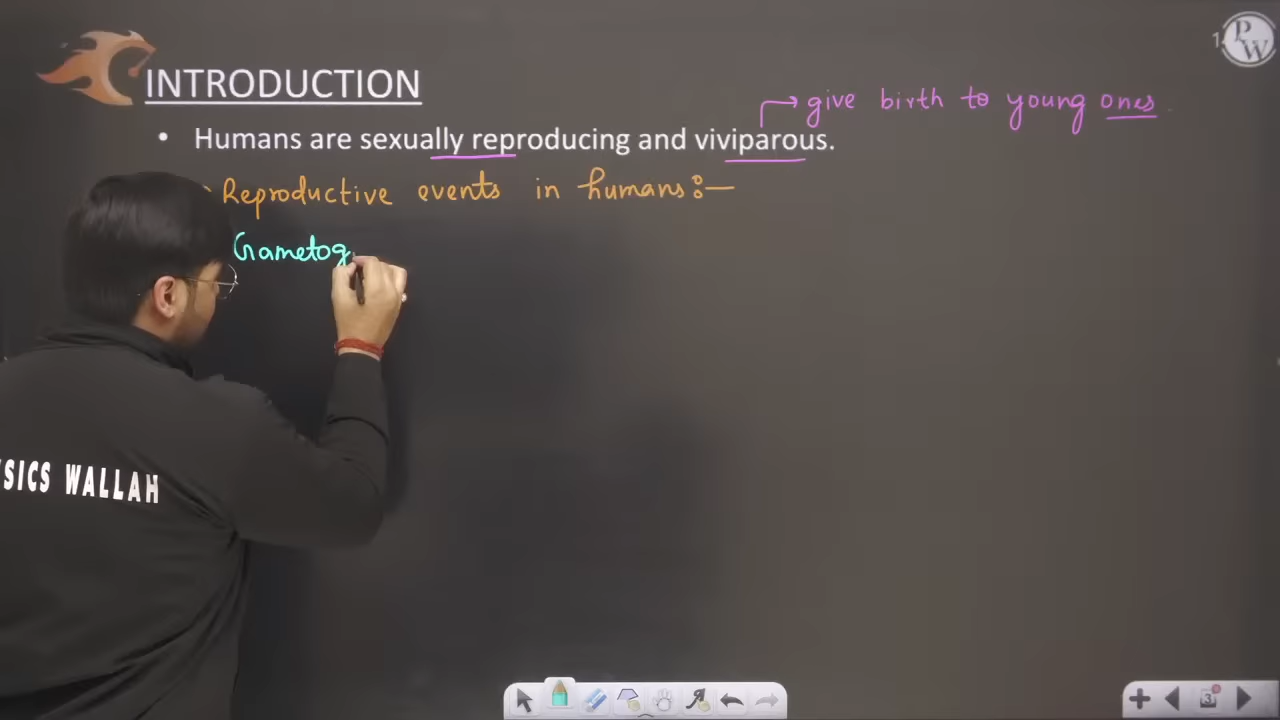 INTRODUCTION
give birth to young ones
• Humans are sexually reproducing and viviparous.
Reproductive events in humans:—
Gametog
SICS WALLAH
PW